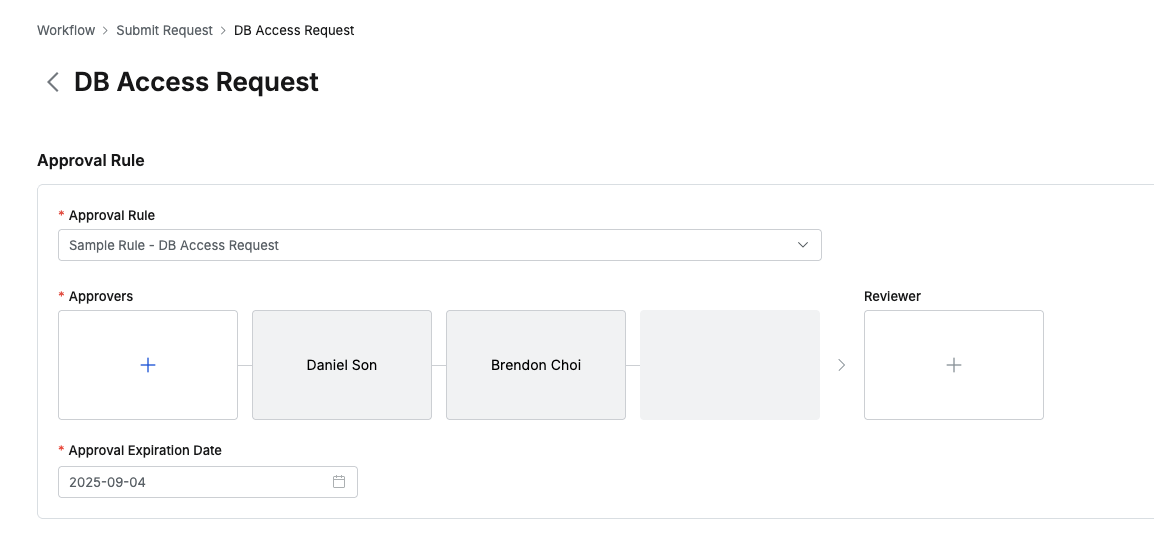 Workflow > Submit Request > DB Access Request
DB Access Request
Approval Rule
* Approval Rule
Sample Rule - DB Access Request
* Approvers
Reviewer
Daniel Son
Brendon Choi
* Approval Expiration Date
2025-09-04